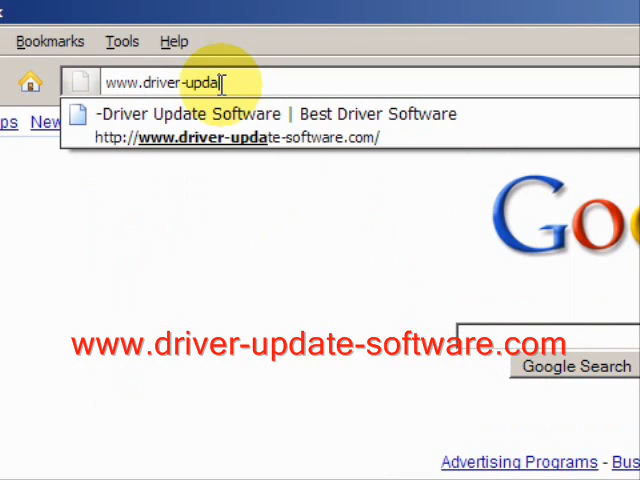 Bookmarks Tools Help
www.driver-upda
-Driver Update Software | Best Driver Software
http://www.driver-update-software.com/
New
Goo
www.driver-update-software.com
Google Search
Advertising Programs - Bus